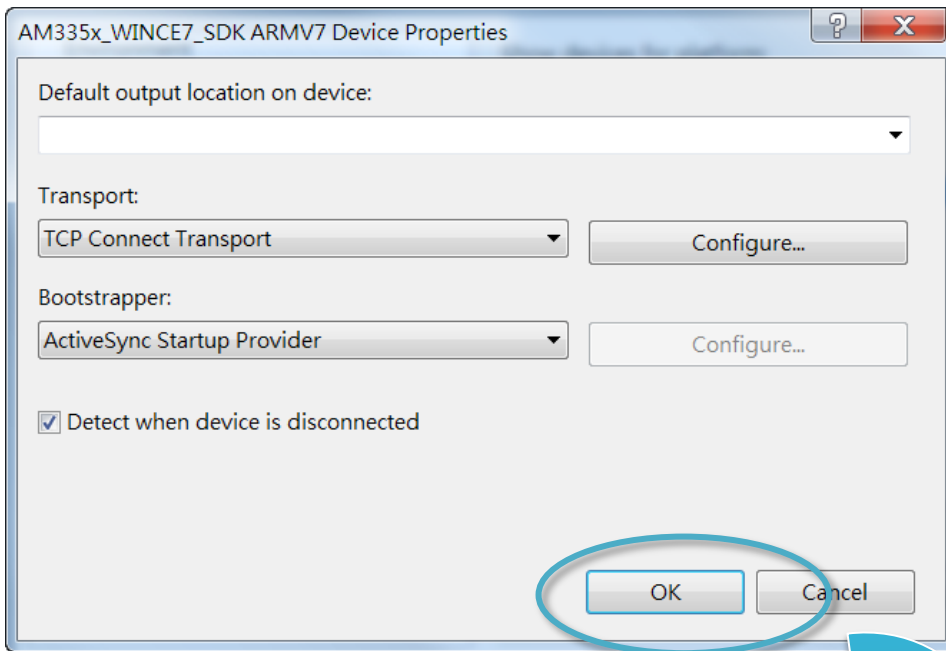 AM335x_WINCE7_SDK ARMV7 Device Properties
Default output location on device:
Transport:
TCP Connect Transport
Configure...
Bootstrapper:
ActiveSync Startup Provider
Configure...
Detect when device is disconnected
OK
Cancel